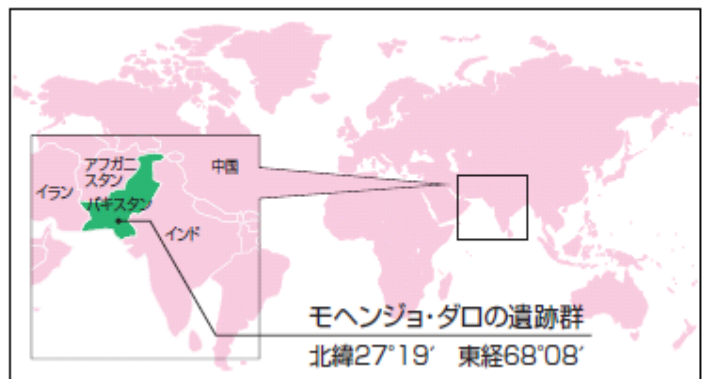 アフガニ
スタン
中国
イラン
パキスタン
インド
モヘンジョ・ダロの遺跡群
北緯27°19′ 東経68°08′